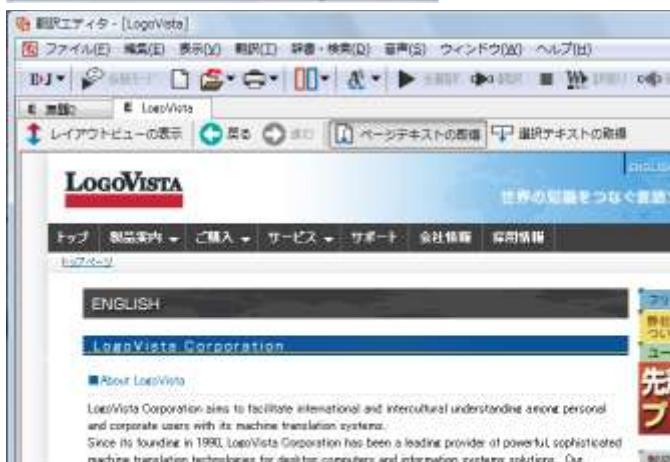 翻訳エディタ - [LogoVista]
ファイル(E) 編集(E) 表示(V) 翻訳(T) 辞書・検索(D) 音声(S) ウィンドウ(W) ヘルプ(H)
無題2 LogoVista
レイアウトビューの表示 戻る 進む ページテキストの取得 選択テキストの取得
LOGOVISTA
ENGLISH
世界の知識をつなぐ言語
トップ 製品案内 ご購入 サービス サポート 会社情報 採用情報
トップページ
ENGLISH
LogoVista Corporation
■About LogoVista
LogoVista Corporation aims to facilitate international and intercultural understanding among personal
and corporate users with its machine translation systems.
Since its founding in 1990, LogoVista Corporation has been a leading provider of powerful, sophisticated
machine translation technologies for desktop computers and information systems solutions. Our